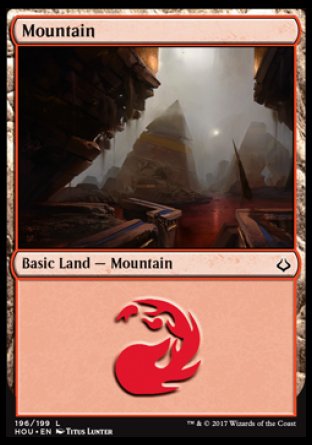 Mountain
Basic Land — Mountain
196/199 L
HOU • EN Titus Lunter
™ & © 2017 Wizards of the Coast